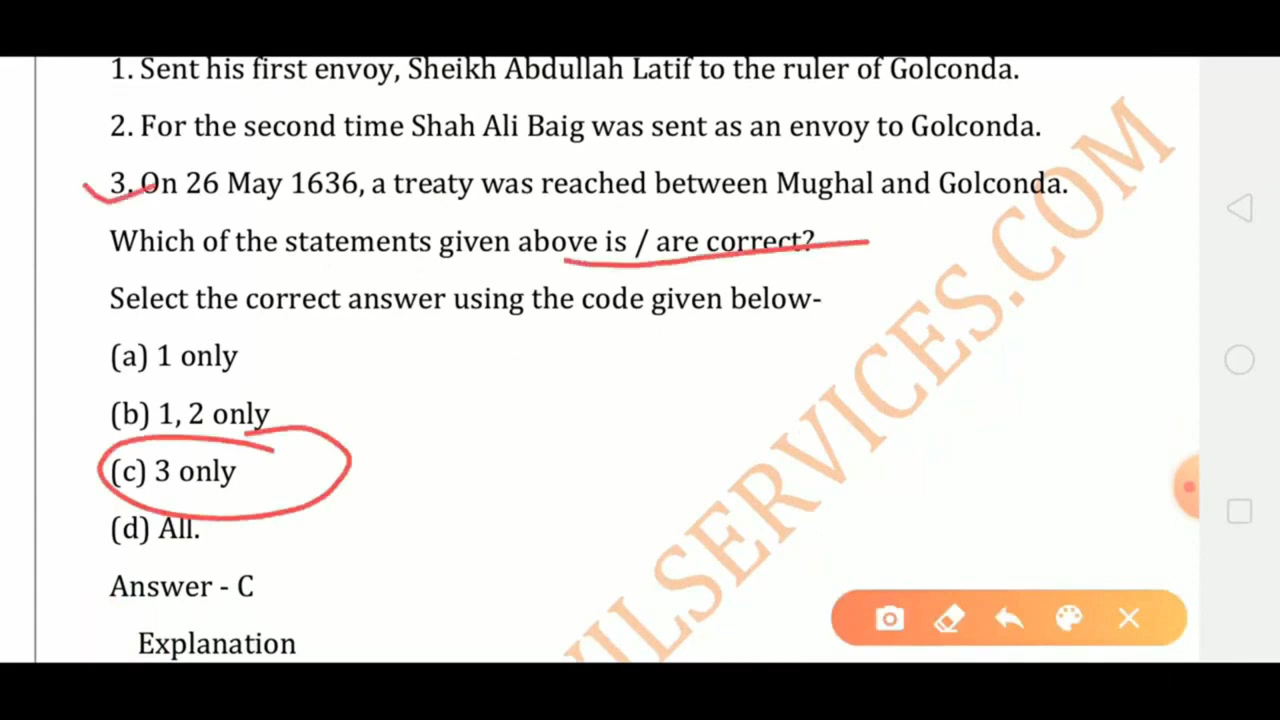 1. Sent his first envoy, Sheikh Abdullah Latif to the ruler of Golconda.
2. For the second time Shah Ali Baig was sent as an envoy to Golconda.
3. On 26 May 1636, a treaty was reached between Mughal and Golconda.
Which of the statements given above is / are correct?
Select the correct answer using the code given below-
(a) 1 only
(b) 1, 2 only
(c) 3 only
(d) All.
Answer - C
Explanation
VILSERVICES.COM